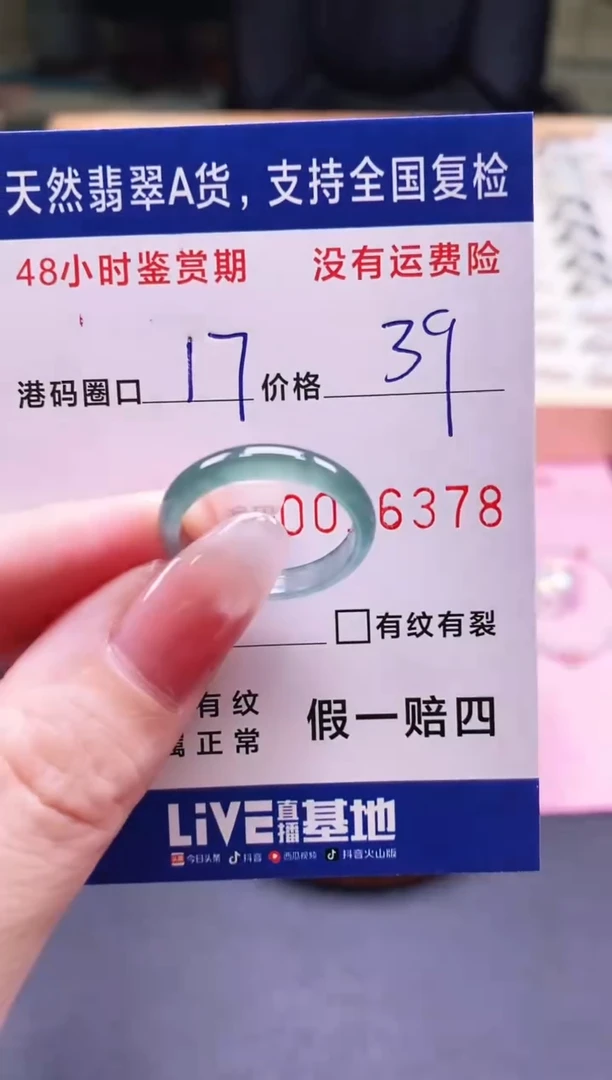 天然翡翠A货，支持全国复检
48小时鉴赏期 没有运费险
港码圈口 17 价格 39
00 6378
□有纹有裂
有纹 假一赔四
属正常
LiVE直播基地
今日头条 抖音 西瓜视频 抖音火山版